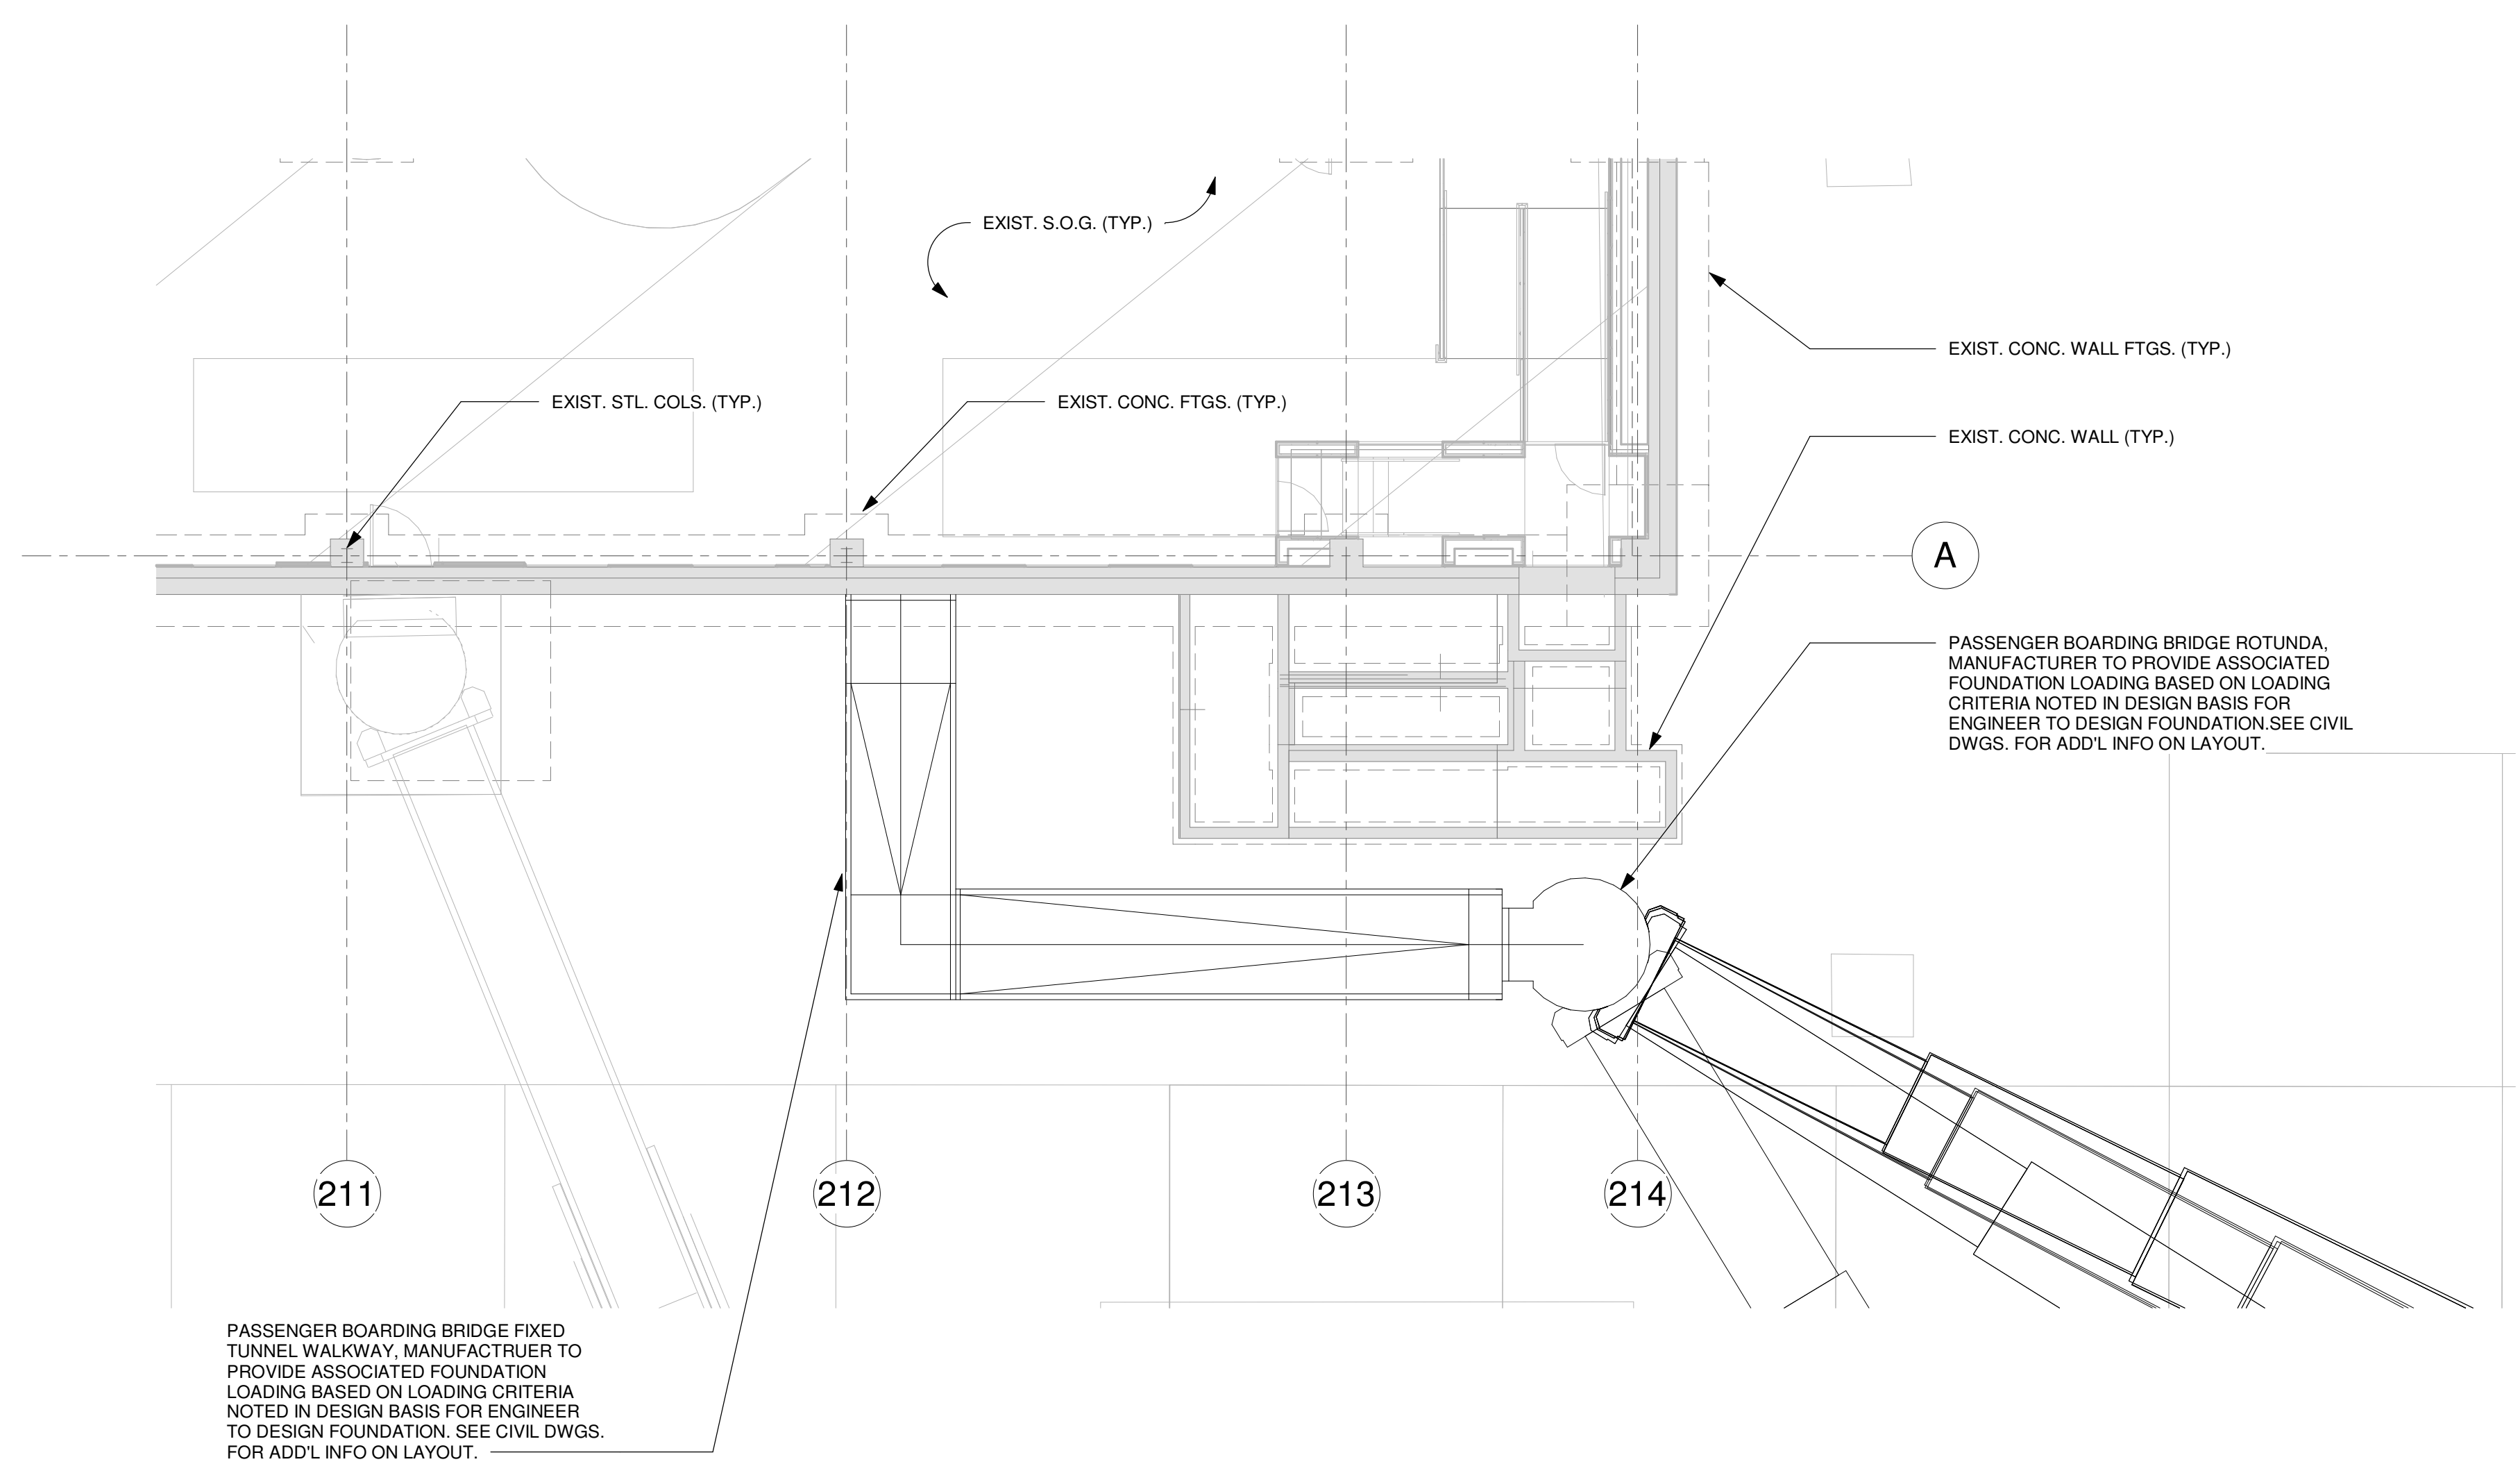 EXIST. S.O.G. (TYP.)
EXIST. CONC. WALL FTGS. (TYP.)
EXIST. STL. COLS. (TYP.)
EXIST. CONC. FTGS. (TYP.)
EXIST. CONC. WALL (TYP.)
A
PASSENGER BOARDING BRIDGE ROTUNDA,
MANUFACTURER TO PROVIDE ASSOCIATED
FOUNDATION LOADING BASED ON LOADING
CRITERIA NOTED IN DESIGN BASIS FOR
ENGINEER TO DESIGN FOUNDATION.SEE CIVIL
DWGS. FOR ADD'L INFO ON LAYOUT.
211
212
213
214
PASSENGER BOARDING BRIDGE FIXED
TUNNEL WALKWAY, MANUFACTRUER TO
PROVIDE ASSOCIATED FOUNDATION
LOADING BASED ON LOADING CRITERIA
NOTED IN DESIGN BASIS FOR ENGINEER
TO DESIGN FOUNDATION. SEE CIVIL DWGS.
FOR ADD'L INFO ON LAYOUT.